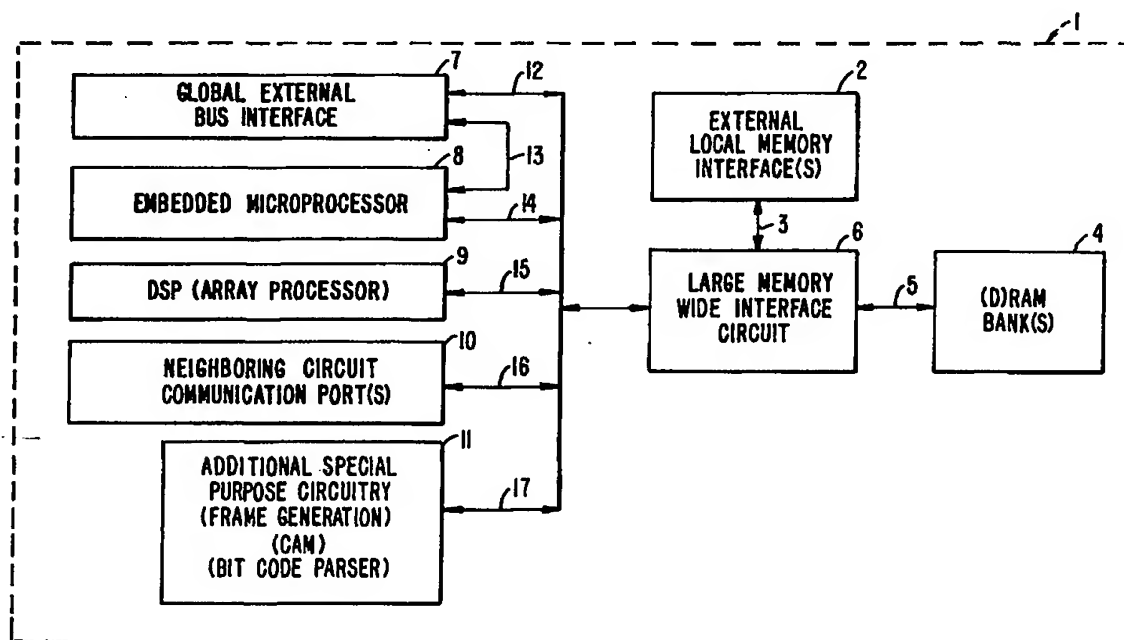 1
7
GLOBAL EXTERNAL
BUS INTERFACE
12
13
8
EMBEDDED MICROPROCESSOR
14
9
DSP (ARRAY PROCESSOR)
15
10
NEIGHBORING CIRCUIT
COMMUNICATION PORT(S)
16
11
ADDITIONAL SPECIAL
PURPOSE CIRCUITRY
(FRAME GENERATION)
(CAM)
(BIT CODE PARSER)
17
2
EXTERNAL
LOCAL MEMORY
INTERFACE(S)
3
6
LARGE MEMORY
WIDE INTERFACE
CIRCUIT
5
4
(D)RAM
BANK(S)